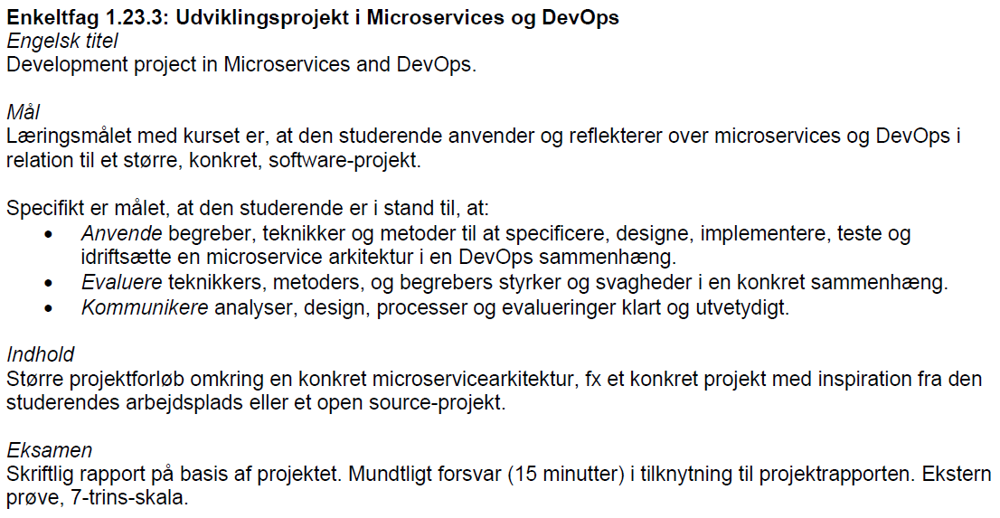 Enkeltfag 1.23.3: Udviklingsprojekt i Microservices og DevOps
Engelsk titel
Development project in Microservices and DevOps.
Mål
Læringsmålet med kurset er, at den studerende anvender og reflekterer over microservices og DevOps i
relation til et større, konkret, software-projekt.
Specifikt er målet, at den studerende er i stand til, at:
• Anvende begreber, teknikker og metoder til at specificere, designe, implementere, teste og
idriftsætte en microservice arkitektur i en DevOps sammenhæng.
• Evaluere teknikkers, metoders, og begrebers styrker og svagheder i en konkret sammenhæng.
• Kommunikere analyser, design, processer og evalueringer klart og utvetydigt.
Indhold
Større projektforløb omkring en konkret microservicearkitektur, fx et konkret projekt med inspiration fra den
studerendes arbejdsplads eller et open source-projekt.
Eksamen
Skriftlig rapport på basis af projektet. Mundtligt forsvar (15 minutter) i tilknytning til projektrapporten. Ekstern
prøve, 7-trins-skala.